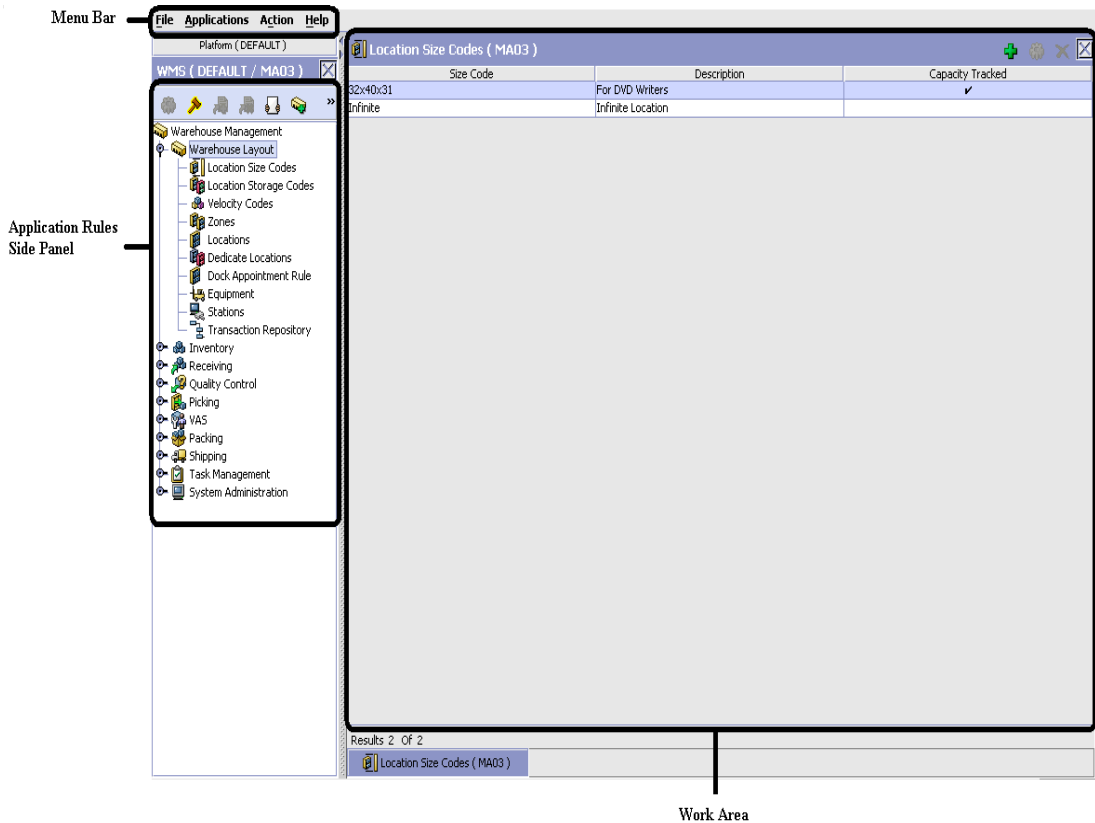 Menu Bar
File Applications Action Help
Platform ( DEFAULT )
WMS ( DEFAULT / MA03 )
»
Warehouse Management
Warehouse Layout
Location Size Codes
Location Storage Codes
Velocity Codes
Zones
Locations
Dedicate Locations
Dock Appointment Rule
Equipment
Stations
Transaction Repository
Inventory
Receiving
Quality Control
Picking
VAS
Packing
Shipping
Task Management
System Administration
Application Rules
Side Panel
Location Size Codes ( MA03 )
Size Code Description Capacity Tracked
32x40x31 For DVD Writers ✔
Infinite Infinite Location
Results 2 Of 2
Location Size Codes ( MA03 )
Work Area